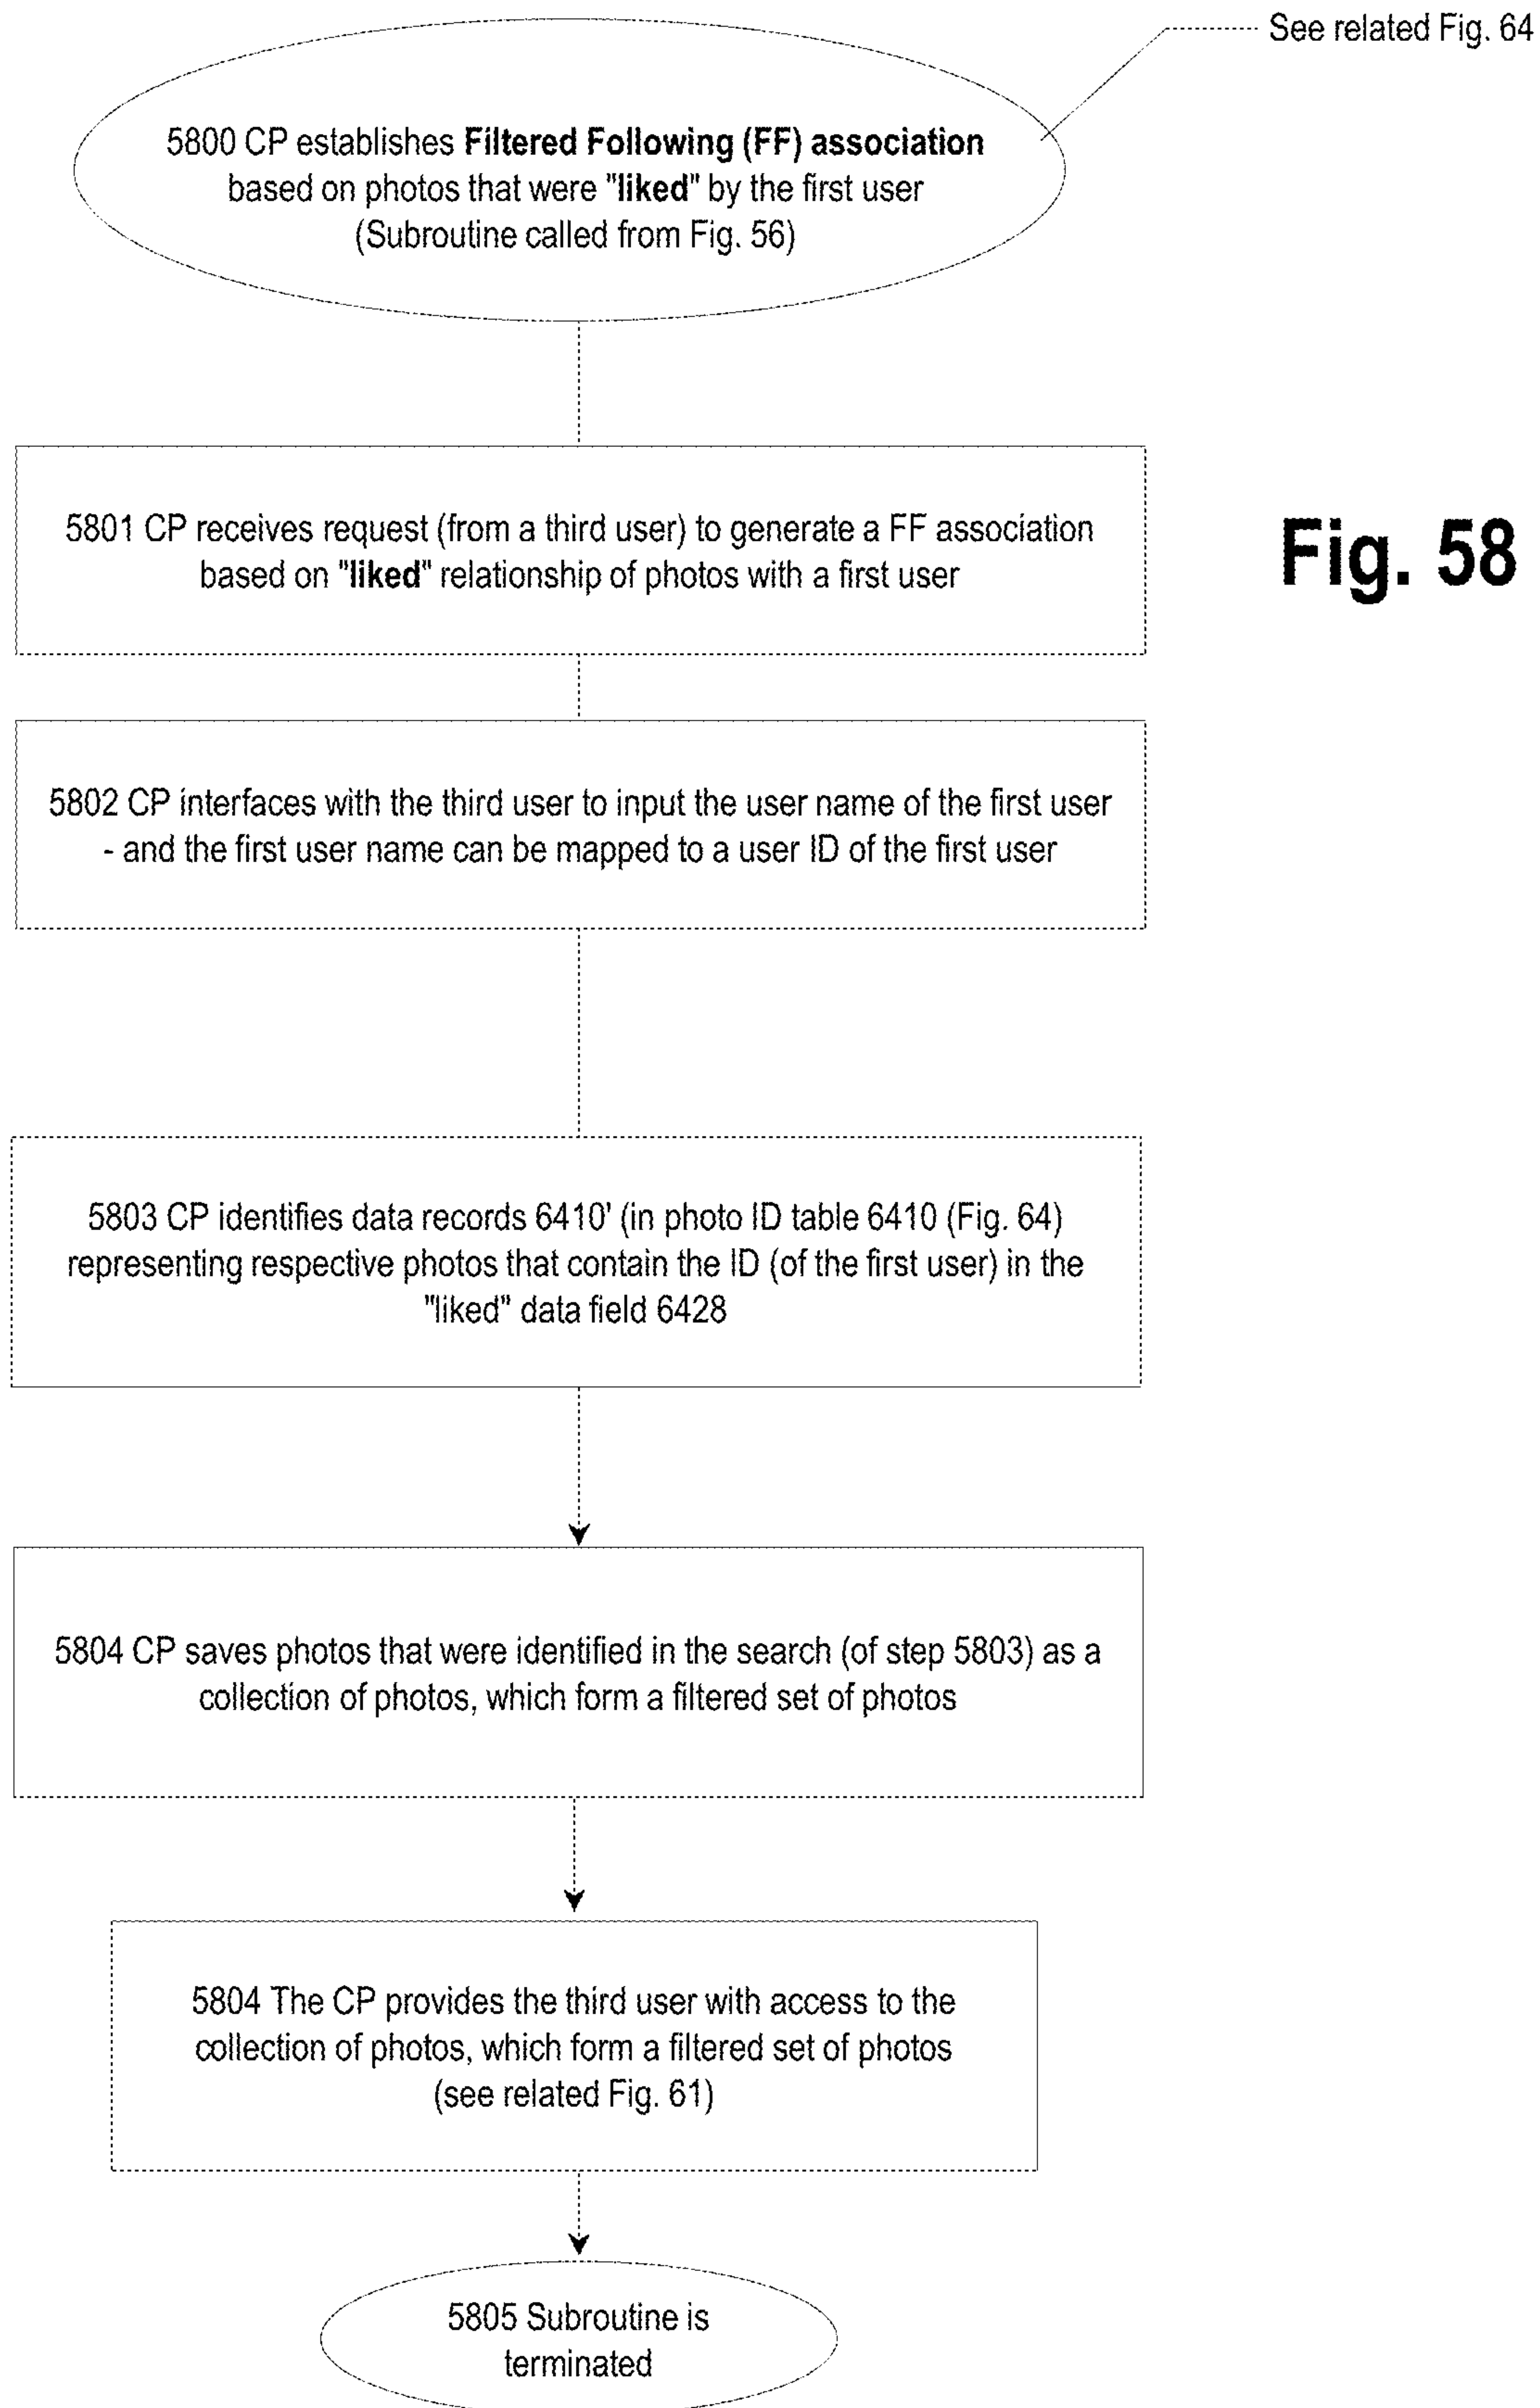 See related Fig. 64
5800 CP establishes Filtered Following (FF) association
based on photos that were "liked" by the first user
(Subroutine called from Fig. 56)
5801 CP receives request (from a third user) to generate a FF association
based on "liked" relationship of photos with a first user
Fig. 58
5802 CP interfaces with the third user to input the user name of the first user
- and the first user name can be mapped to a user ID of the first user
5803 CP identifies data records 6410' (in photo ID table 6410 (Fig. 64)
representing respective photos that contain the ID (of the first user) in the
"liked" data field 6428
5804 CP saves photos that were identified in the search (of step 5803) as a
collection of photos, which form a filtered set of photos
5804 The CP provides the third user with access to the
collection of photos, which form a filtered set of photos
(see related Fig. 61)
5805 Subroutine is
terminated